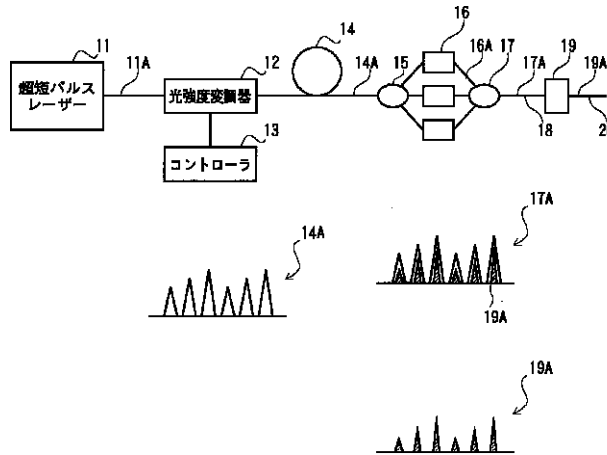 11
11A
12
14
14A
15
16
16A
17
17A
18
19
19A
2
超短パルス
レーザー
光強度変調器
13
コントローラ
14A
17A
19A
19A